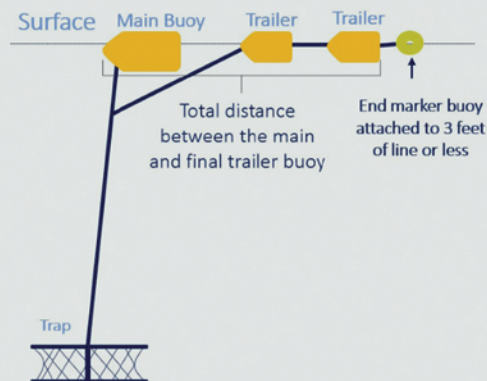 Surface
Main Buoy
Trailer
Trailer
Total distance
between the main
and final trailer buoy
End marker buoy
attached to 3 feet
of line or less
Trap